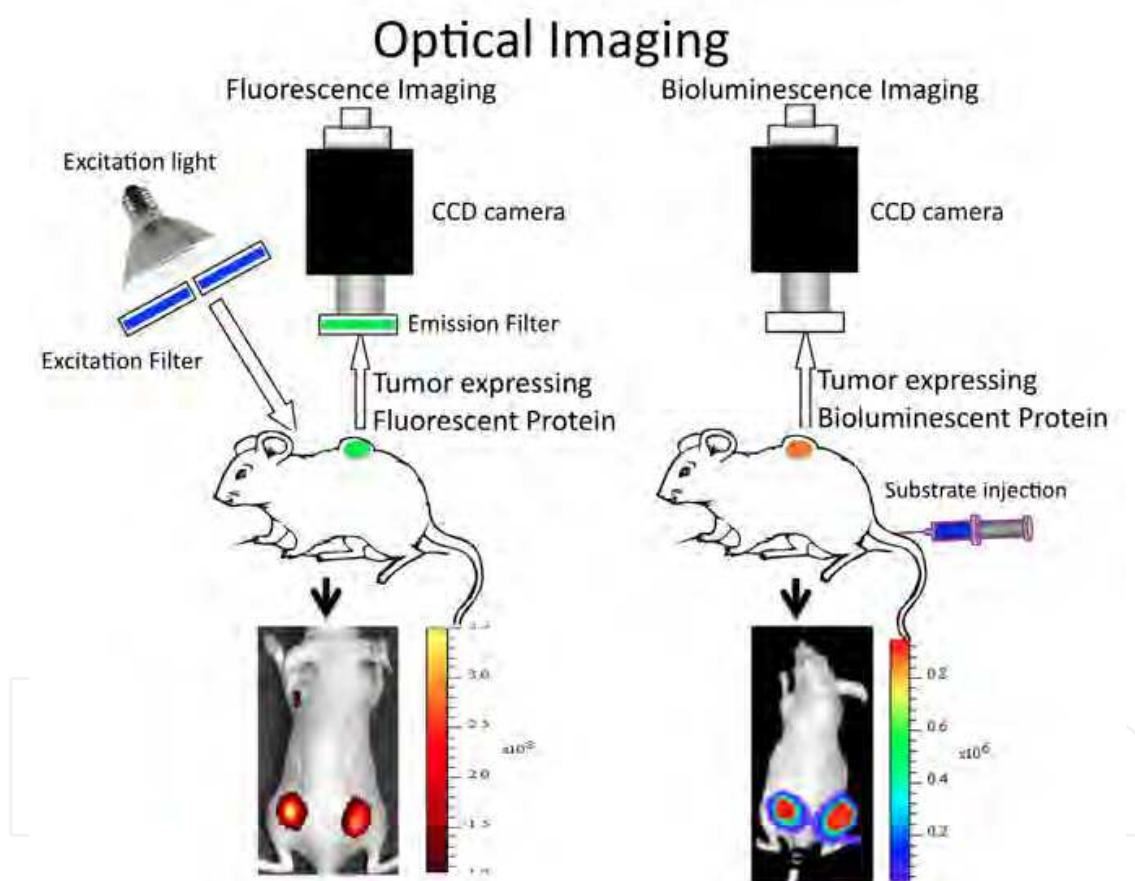 Optical Imaging
Fluorescence Imaging
Excitation light
CCD camera
Emission Filter
Excitation Filter
Tumor expressing
Fluorescent Protein
3.0
2.5
2.0
1.5
Bioluminescence Imaging
CCD camera
Tumor expressing
Bioluminescent Protein
Substrate injection
0.8
0.6
x10⁶
0.4
0.2